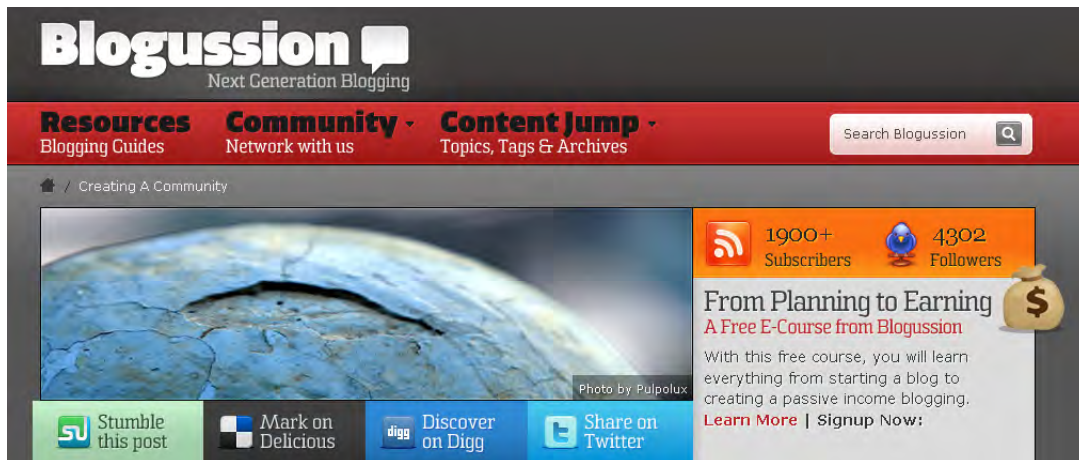 Blogussion
Next Generation Blogging
Resources
Blogging Guides
Community
Network with us
Content Jump
Topics, Tags & Archives
Search Blogussion
/ Creating A Community
Photo by Pulpolux
Stumble
this post
Mark on
Delicious
digg
Discover
on Digg
Share on
Twitter
1900+
Subscribers
4302
Followers
From Planning to Earning
$
A Free E-Course from Blogussion
With this free course, you will learn
everything from starting a blog to
creating a passive income blogging.
Learn More | Signup Now: